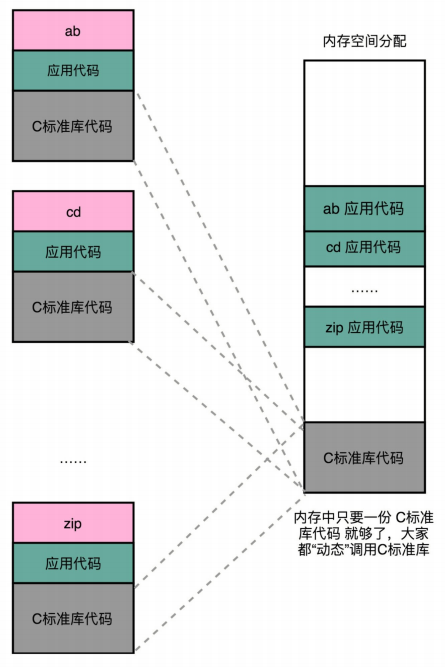 ab
应用代码
C标准库代码
cd
应用代码
C标准库代码
……
zip
应用代码
C标准库代码
内存空间分配
ab 应用代码
cd 应用代码
……
zip 应用代码
C标准库代码
内存中只要一份 C标准
库代码 就够了，大家
都“动态”调用C标准库